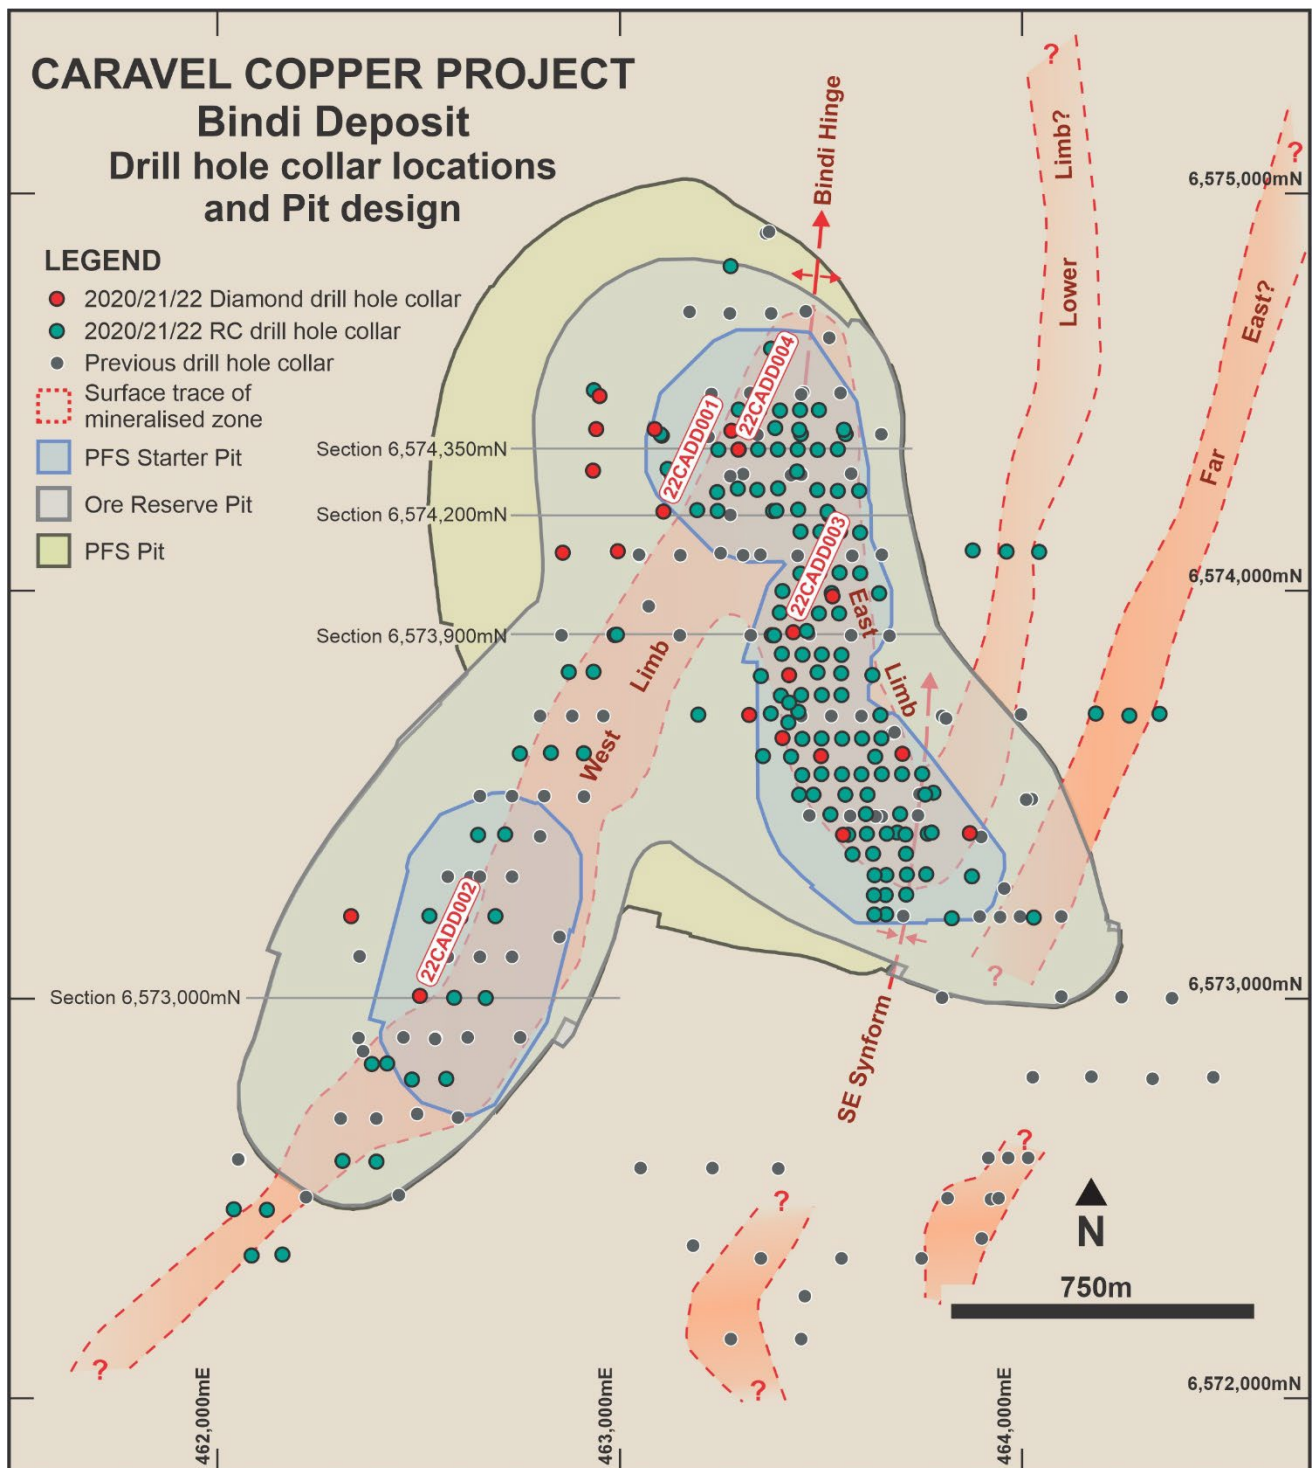 CARAVEL COPPER PROJECT
Bindi Deposit
Drill hole collar locations
and Pit design
LEGEND
2020/21/22 Diamond drill hole collar
2020/21/22 RC drill hole collar
Previous drill hole collar
Surface trace of
mineralised zone
PFS Starter Pit
Ore Reserve Pit
PFS Pit
Bindi Hinge
?
Limb?
Lower
?
East?
Far
6,575,000mN
22CADD004
22CADD001
Section 6,574,350mN
Section 6,574,200mN
22CADD003
6,574,000mN
Section 6,573,900mN
East
Limb
Limb
West
22CADD002
Section 6,573,000mN
6,573,000mN
?
SE Synform
?
?
N
750m
?
?
6,572,000mN
462,000mE
463,000mE
464,000mE